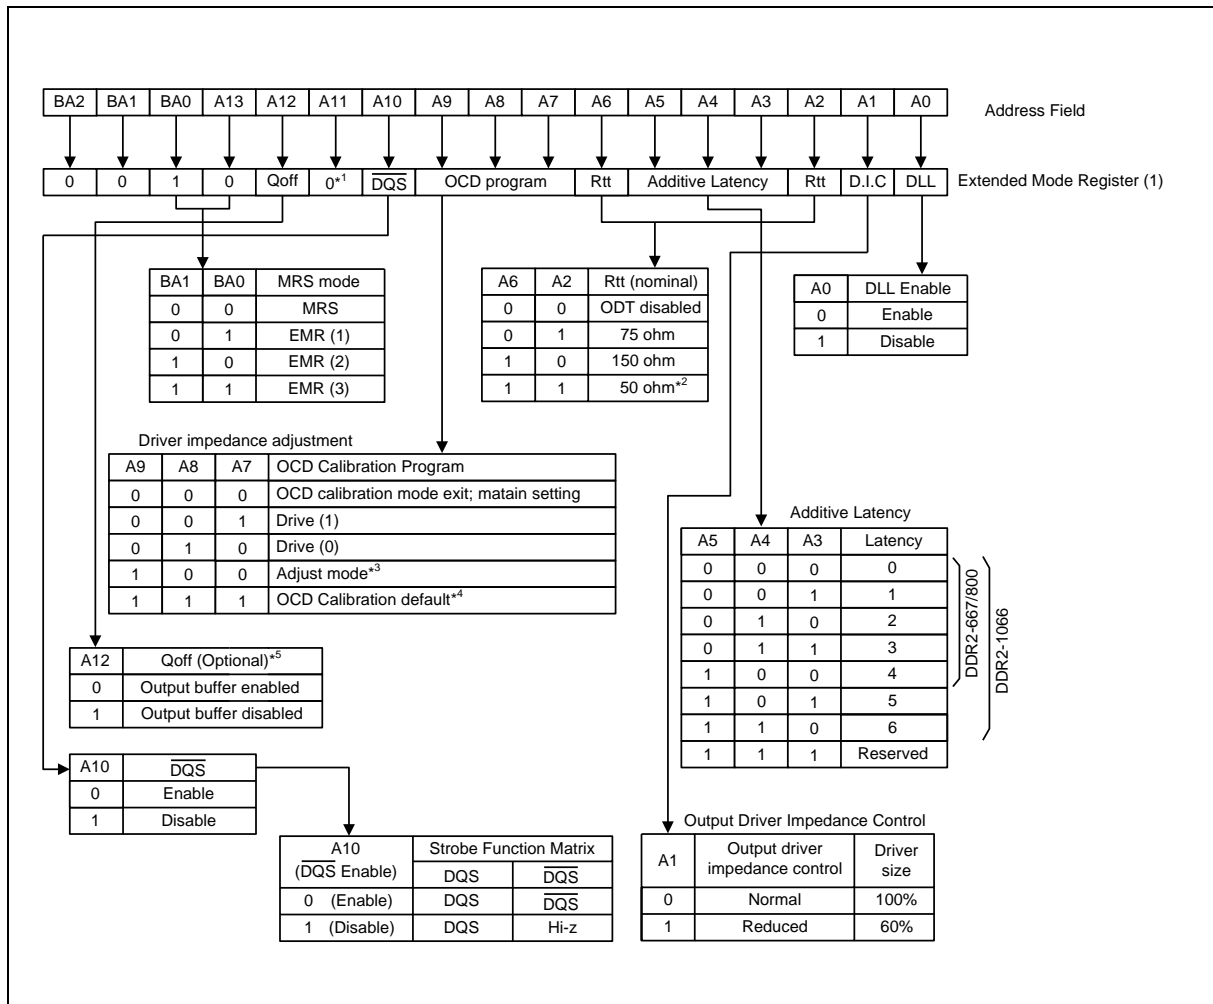 BA2 BA1 BA0 A13 A12 A11 A10 A9 A8 A7 A6 A5 A4 A3 A2 A1 A0 Address Field
0 0 1 0 Qoff 0*1 DQS OCD program Rtt Additive Latency Rtt D.I.C DLL Extended Mode Register (1)
BA1 BA0 MRS mode
0 0 MRS
0 1 EMR (1)
1 0 EMR (2)
1 1 EMR (3)
A6 A2 Rtt (nominal)
0 0 ODT disabled
0 1 75 ohm
1 0 150 ohm
1 1 50 ohm*2
A0 DLL Enable
0 Enable
1 Disable
Driver impedance adjustment
A9 A8 A7 OCD Calibration Program
0 0 0 OCD calibration mode exit; matain setting
0 0 1 Drive (1)
0 1 0 Drive (0)
1 0 0 Adjust mode*3
1 1 1 OCD Calibration default*4
Additive Latency
A5 A4 A3 Latency
0 0 0 0
0 0 1 1
0 1 0 2
0 1 1 3
1 0 0 4
1 0 1 5
1 1 0 6
1 1 1 Reserved
DDR2-667/800
DDR2-1066
A12 Qoff (Optional)*5
0 Output buffer enabled
1 Output buffer disabled
A10 DQS
0 Enable
1 Disable
A10 (DQS Enable) Strobe Function Matrix
DQS DQS
0 (Enable) DQS DQS
1 (Disable) DQS Hi-z
Output Driver Impedance Control
A1 Output driver impedance control Driver size
0 Normal 100%
1 Reduced 60%